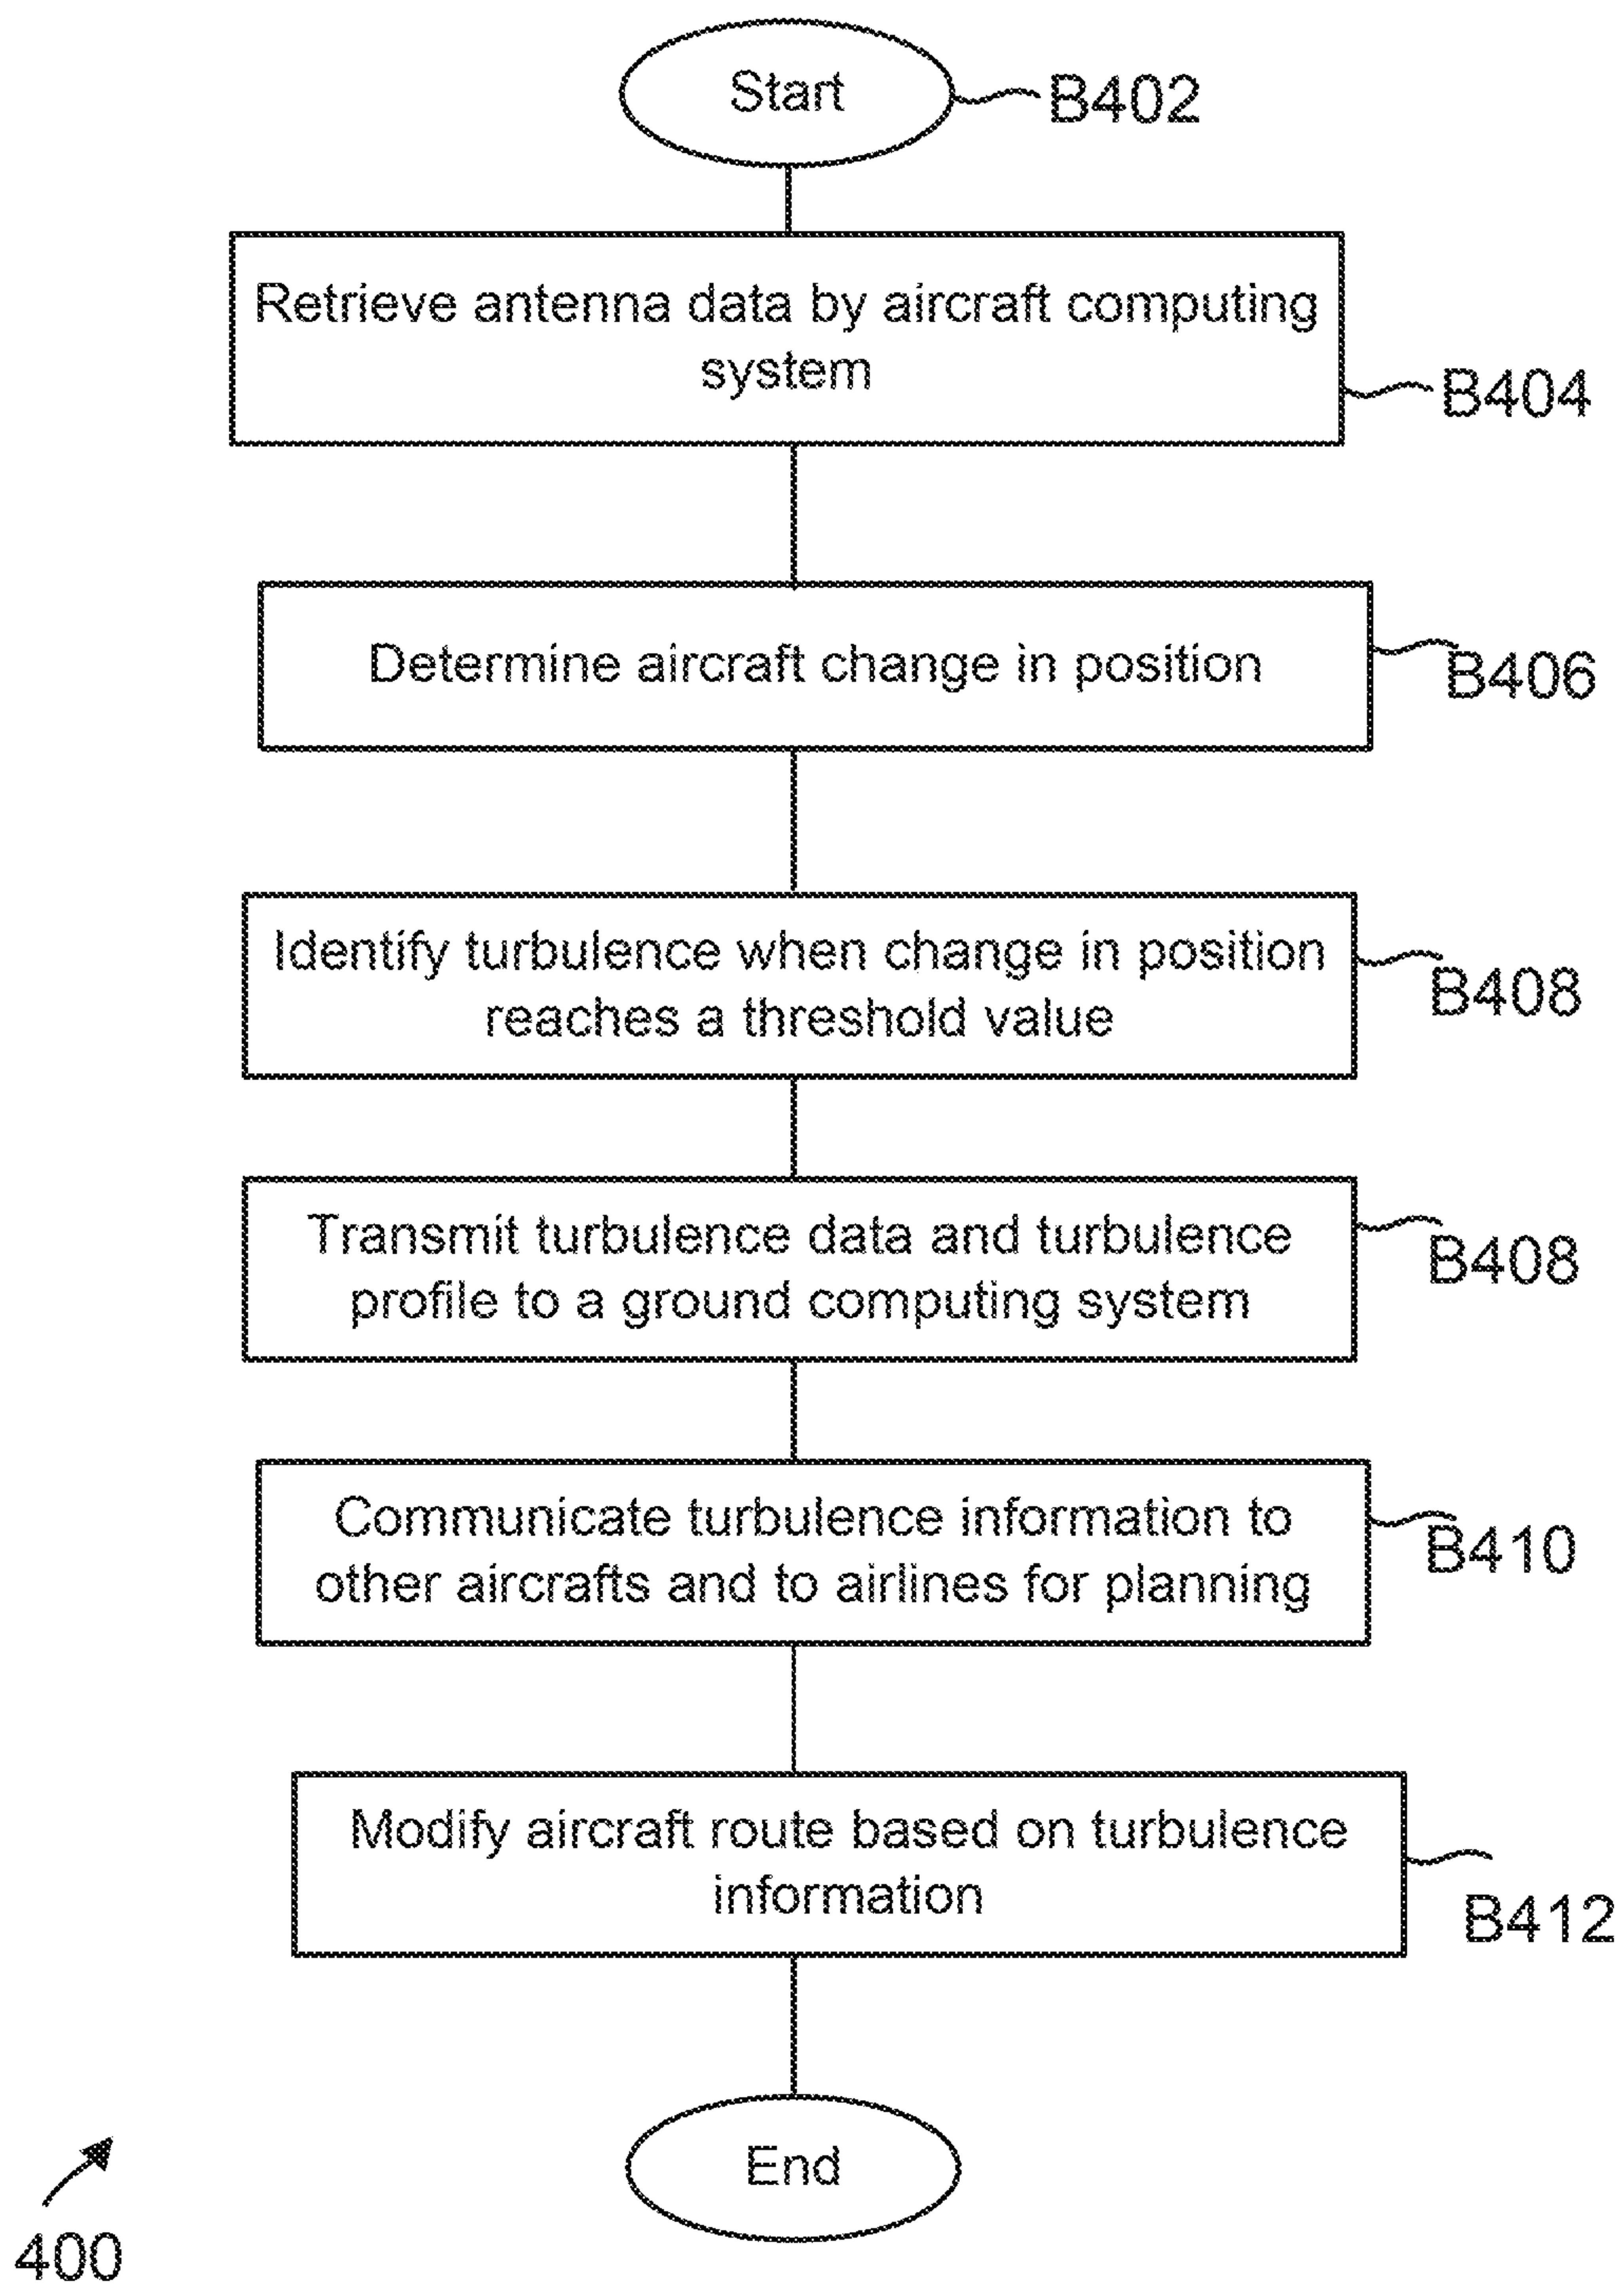 Start
B402
Retrieve antenna data by aircraft computing
system
B404
Determine aircraft change in position
B406
Identify turbulence when change in position
reaches a threshold value
B408
Transmit turbulence data and turbulence
profile to a ground computing system
B408
Communicate turbulence information to
other aircrafts and to airlines for planning
B410
Modify aircraft route based on turbulence
information
B412
End
400